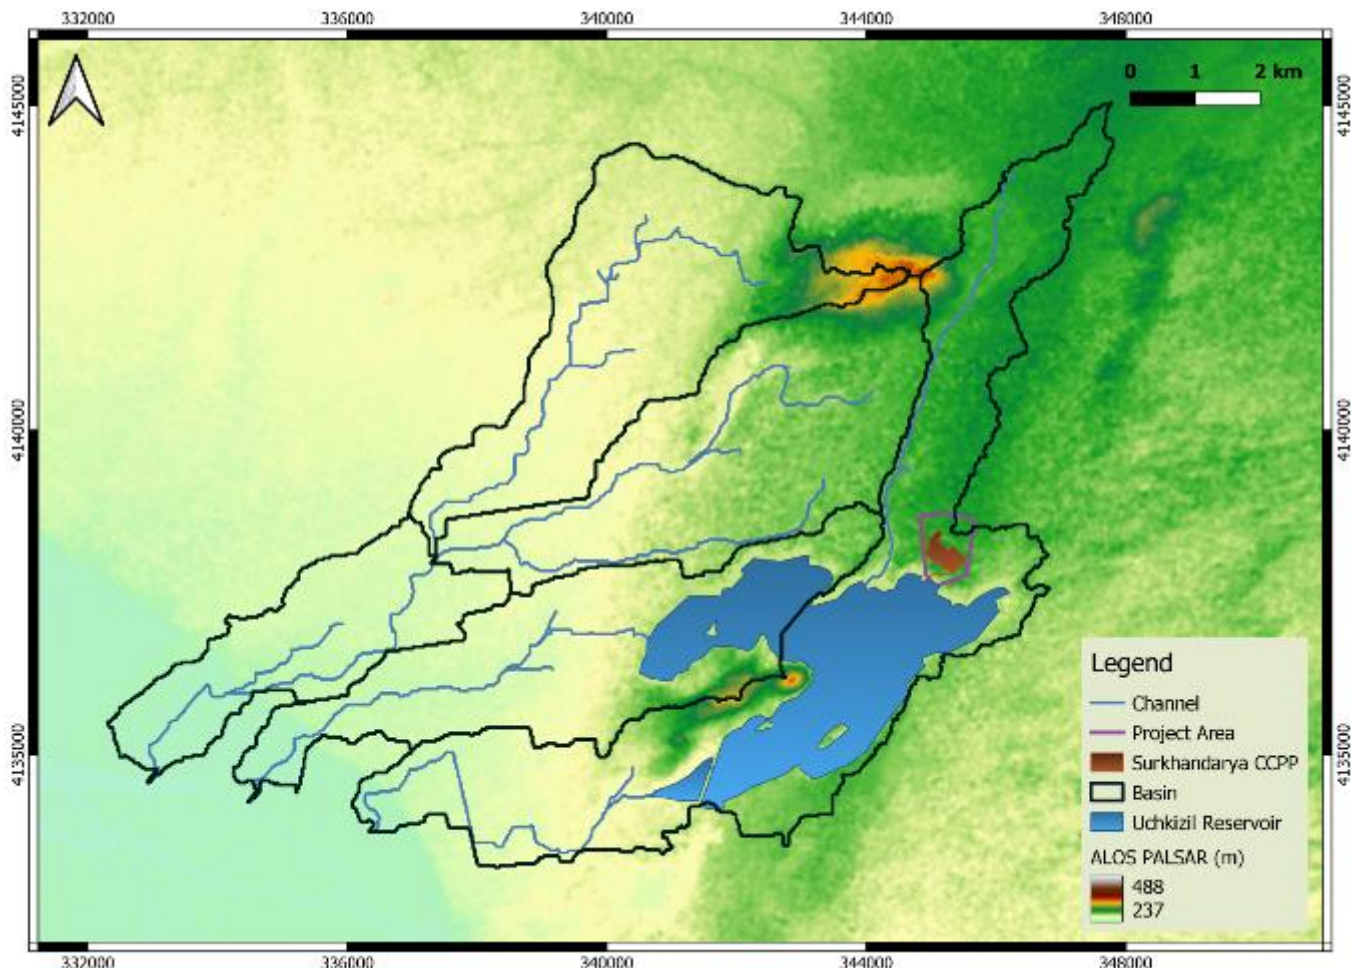 332000 336000 340000 344000 348000
0 1 2 km
4145000 4145000
4140000 4140000
4135000 4135000
Legend
Channel
Project Area
Surkhandarya CCPP
Basin
Uchkizil Reservoir
ALOS PALSAR (m)
488
237
332000 336000 340000 344000 348000